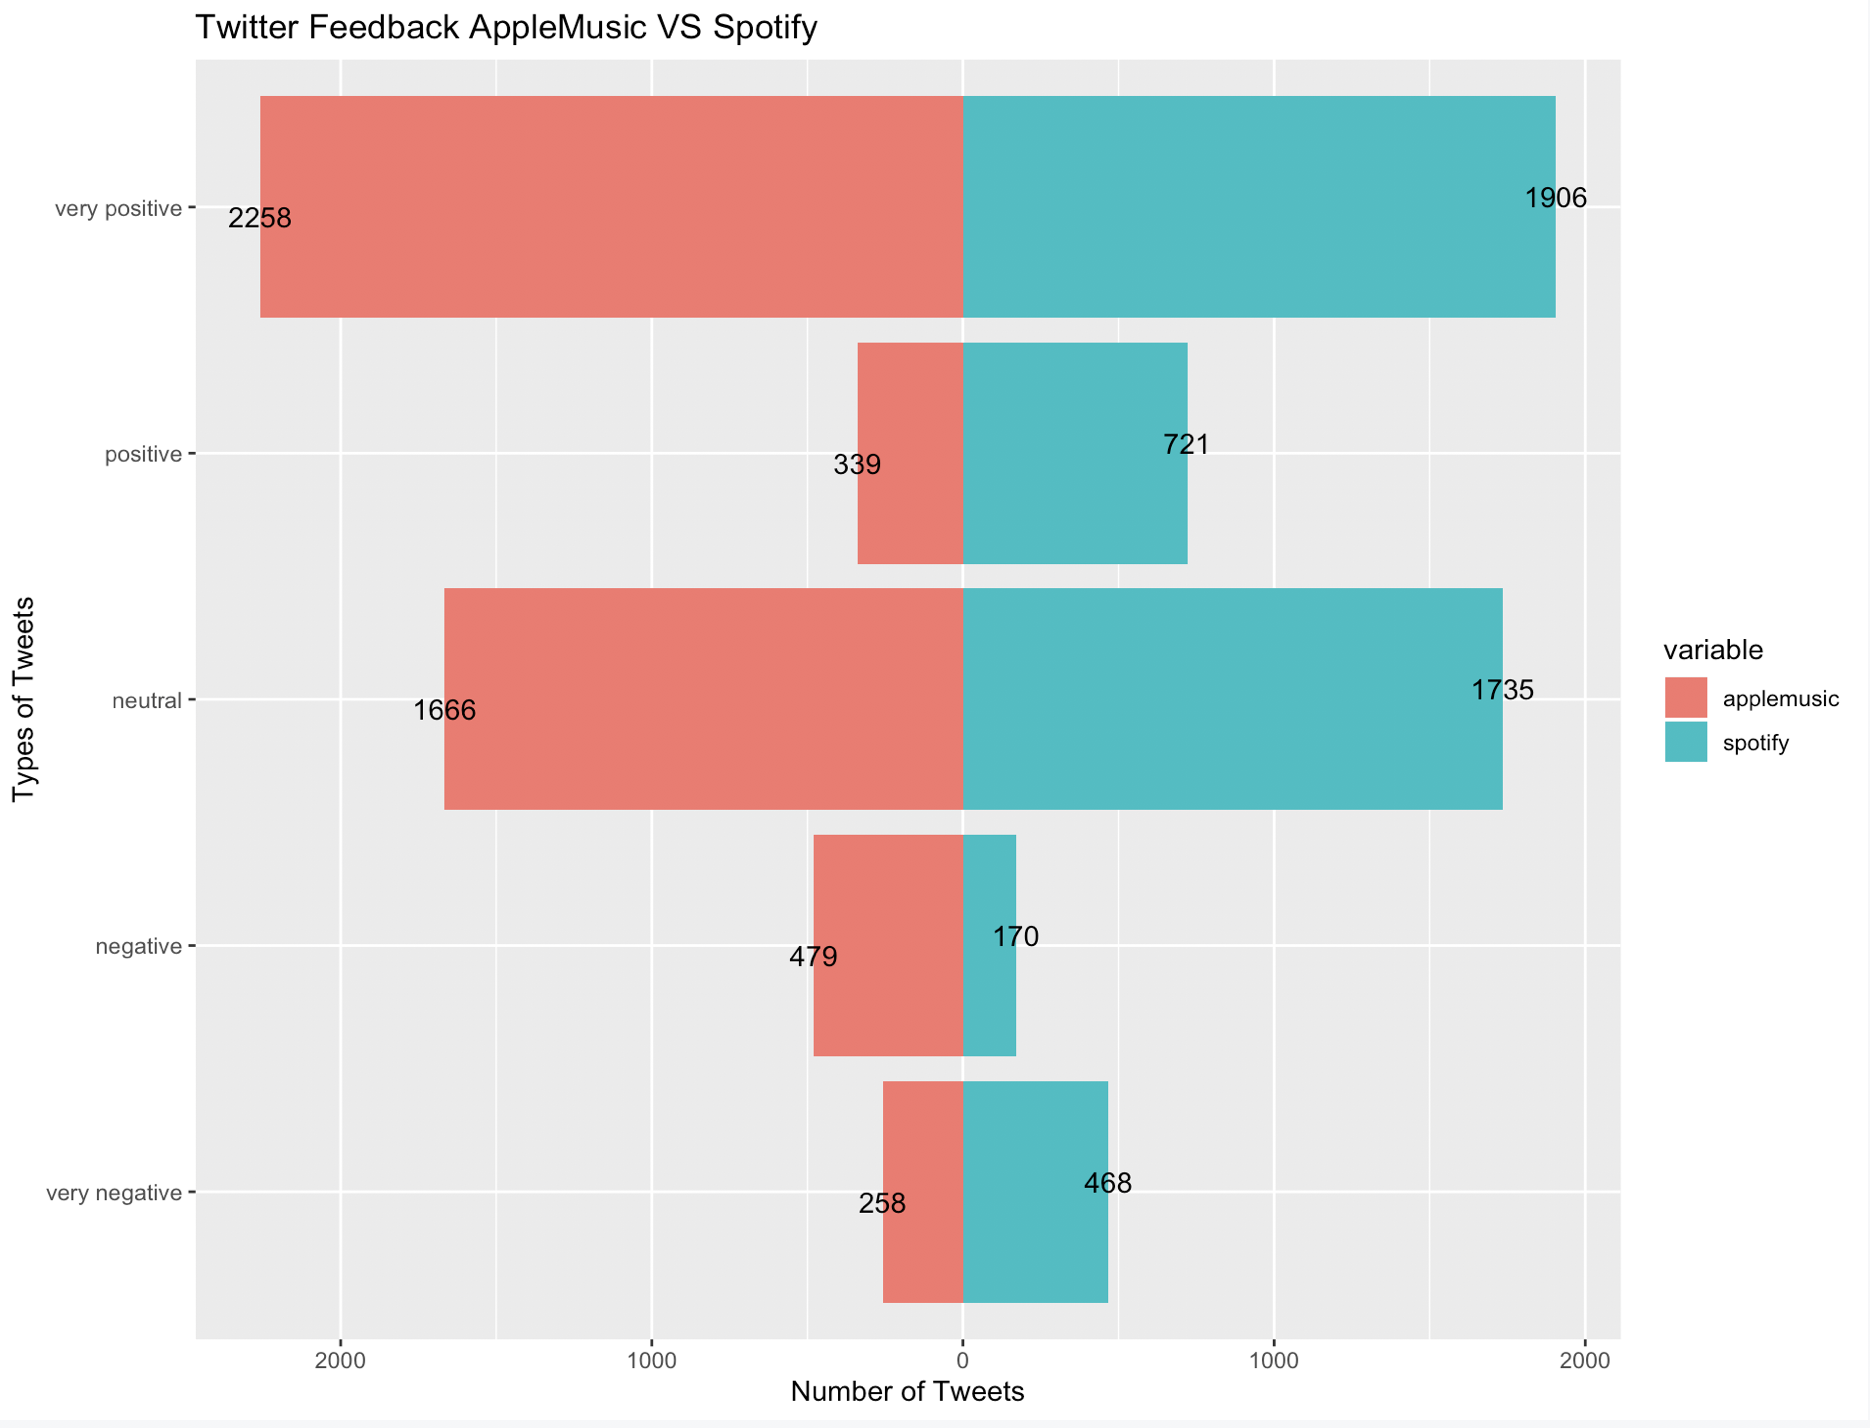 Twitter Feedback AppleMusic VS Spotify
very positive
2258
1906
positive
339
721
neutral
1666
1735
negative
479
170
very negative
258
468
Types of Tweets
2000 1000 0 1000 2000
Number of Tweets
variable
applemusic
spotify